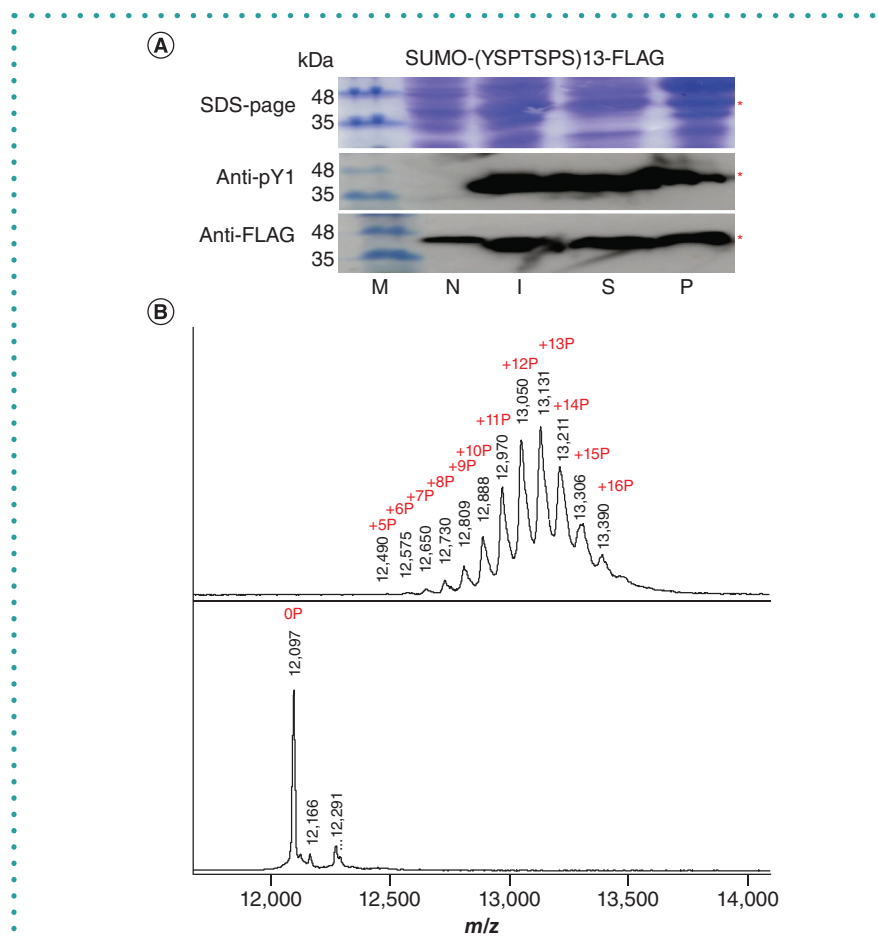 A
kDa
SUMO-(YSPTSPS)13-FLAG
SDS-page
48
35
*
Anti-pY1
48
35
*
Anti-FLAG
48
35
*
M N I S P
B
+5P
+6P
+7P
+8P
+9P
+10P
+11P
+12P
+13P
+14P
+15P
+16P
12,490
12,575
12,650
12,730
12,809
12,888
12,970
13,050
13,131
13,211
13,306
13,390
0P
12,097
12,166
12,291
12,000 12,500 13,000 13,500 14,000
m/z